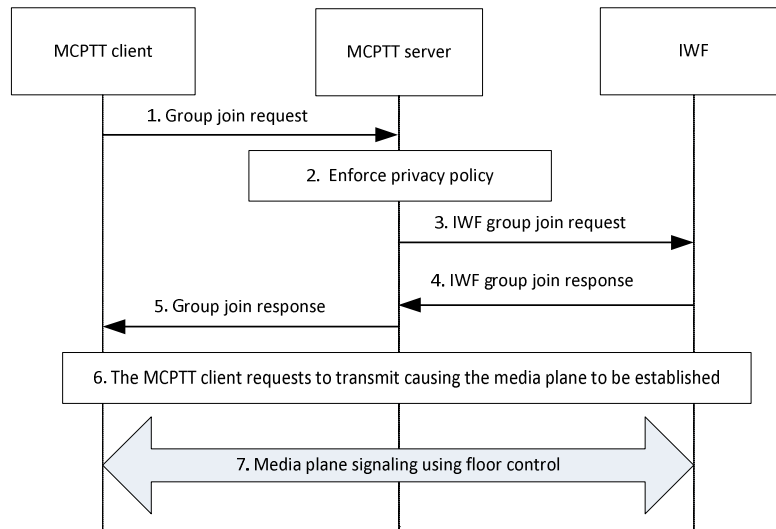 MCPTT client
MCPTT server
IWF
1. Group join request
2. Enforce privacy policy
3. IWF group join request
4. IWF group join response
5. Group join response
6. The MCPTT client requests to transmit causing the media plane to be established
7. Media plane signaling using floor control